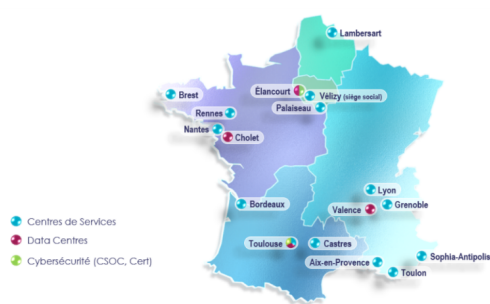 Lambersart
Brest
Élancourt
Vélizy (siège social)
Palaiseau
Rennes
Nantes
Cholet
Lyon
Bordeaux
Valence
Grenoble
Centres de Services
Data Centres
Cybersécurité (CSOC, Cert)
Toulouse
Castres
Sophia-Antipolis
Aix-en-Provence
Toulon